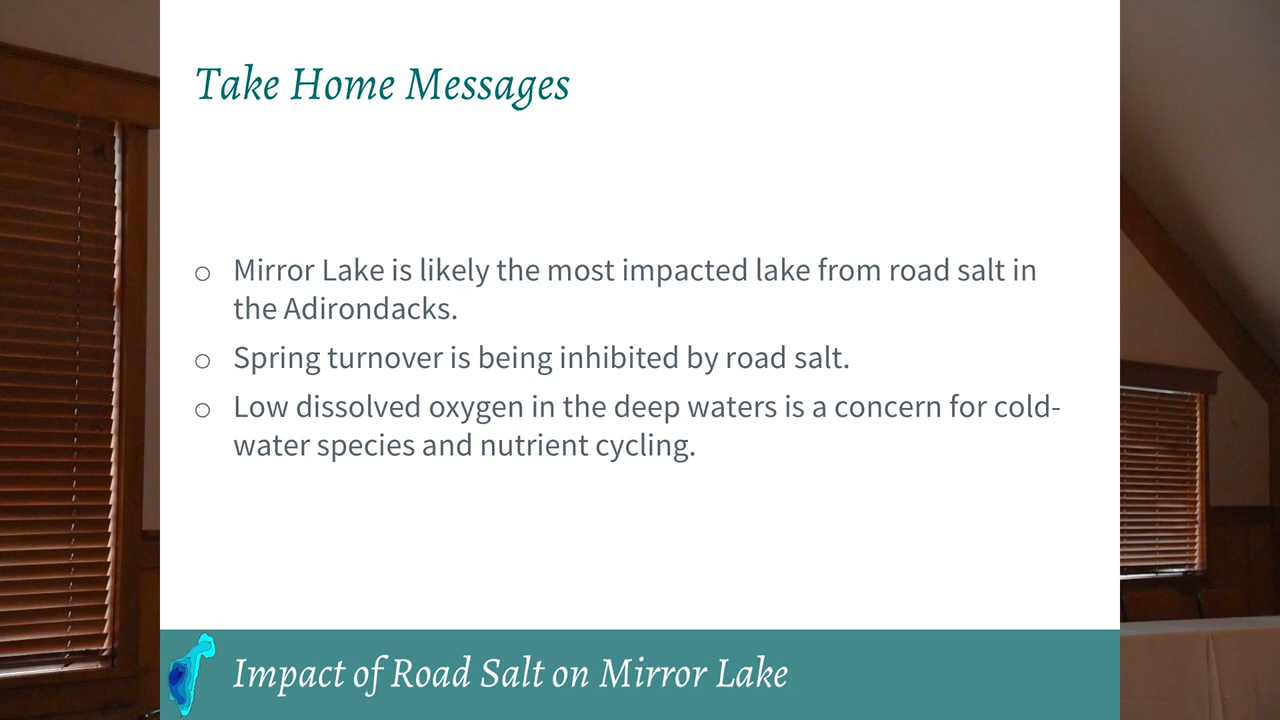 Take Home Messages
○ Mirror Lake is likely the most impacted lake from road salt in
the Adirondacks.
○ Spring turnover is being inhibited by road salt.
○ Low dissolved oxygen in the deep waters is a concern for cold-
water species and nutrient cycling.
Impact of Road Salt on Mirror Lake